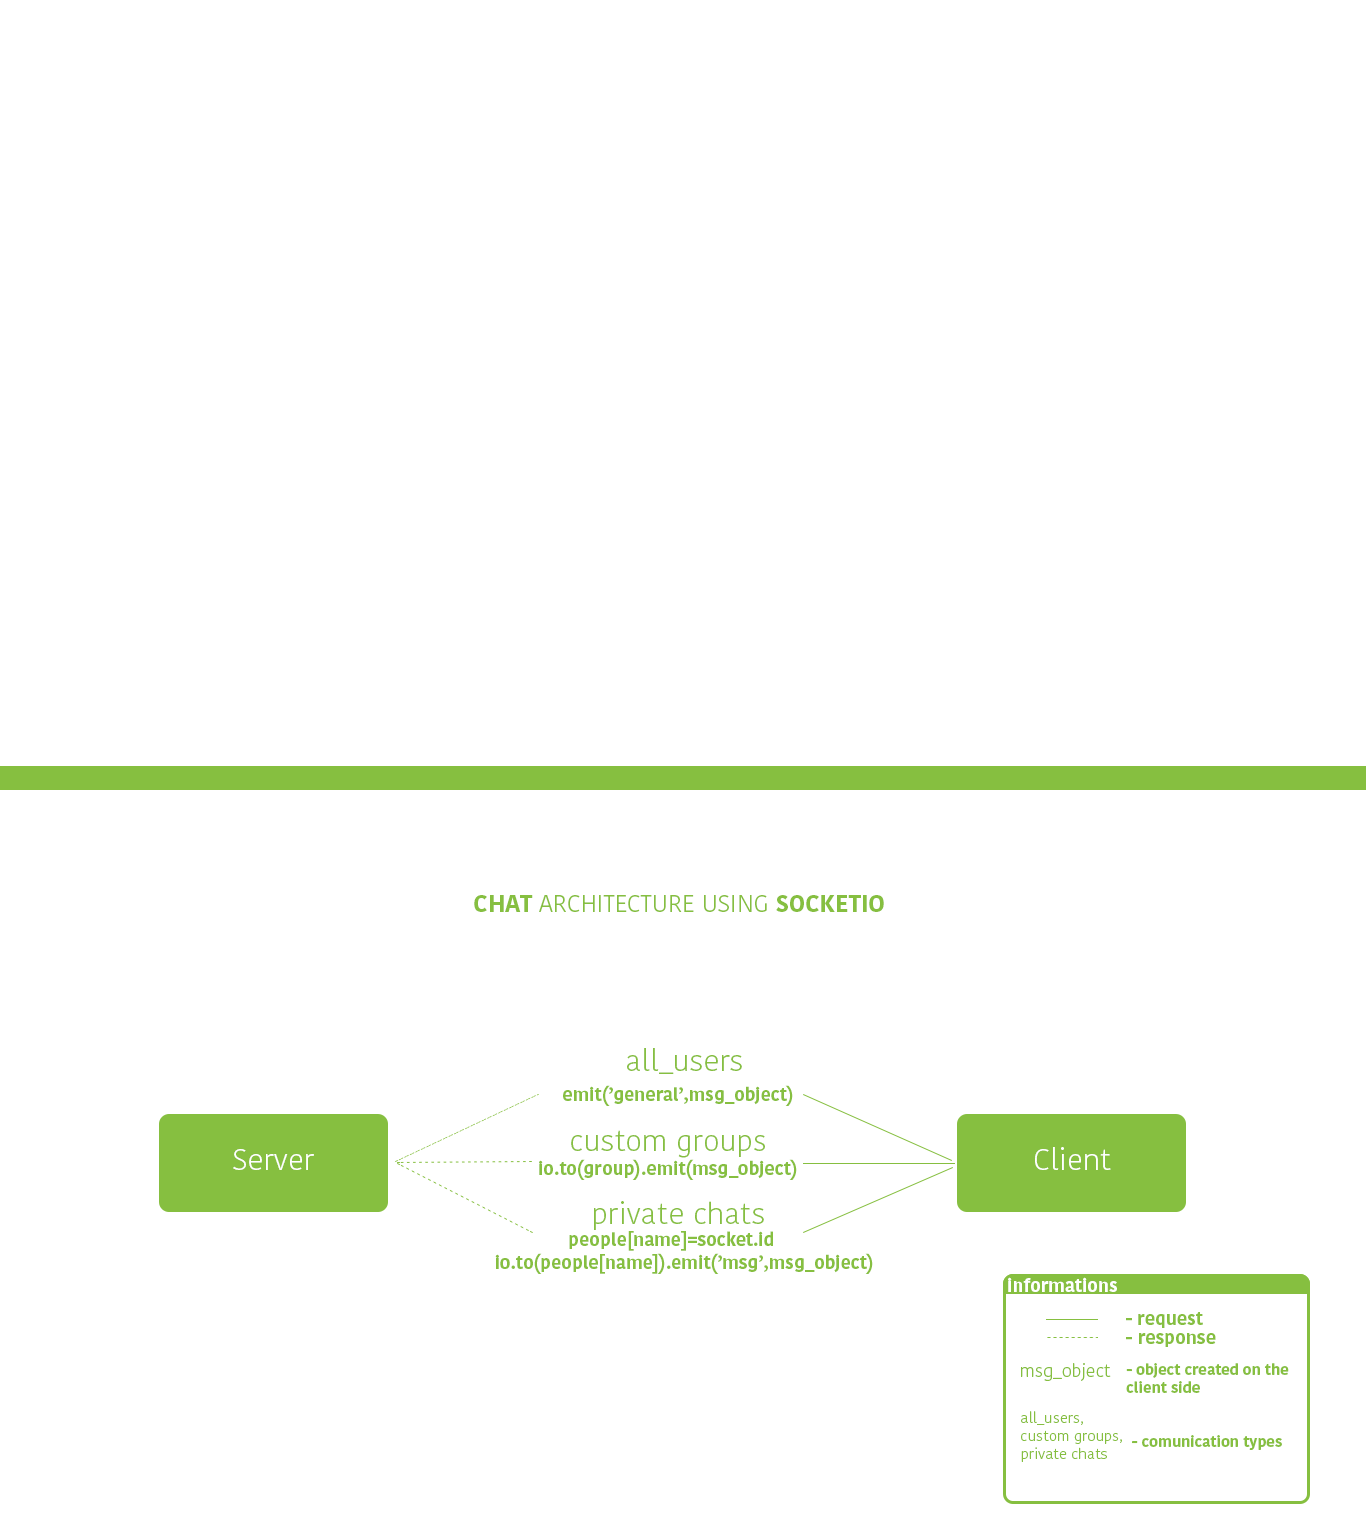 CHAT ARCHITECTURE USING SOCKETIO
all_users
emit(’general’,msg_object)
custom groups
io.to(group).emit(msg_object)
private chats
people[name]=socket.id
io.to(people[name]).emit(’msg’,msg_object)
Server
Client
informations
- request
- response
msg_object - object created on the
client side
all_users,
custom groups, - comunication types
private chats